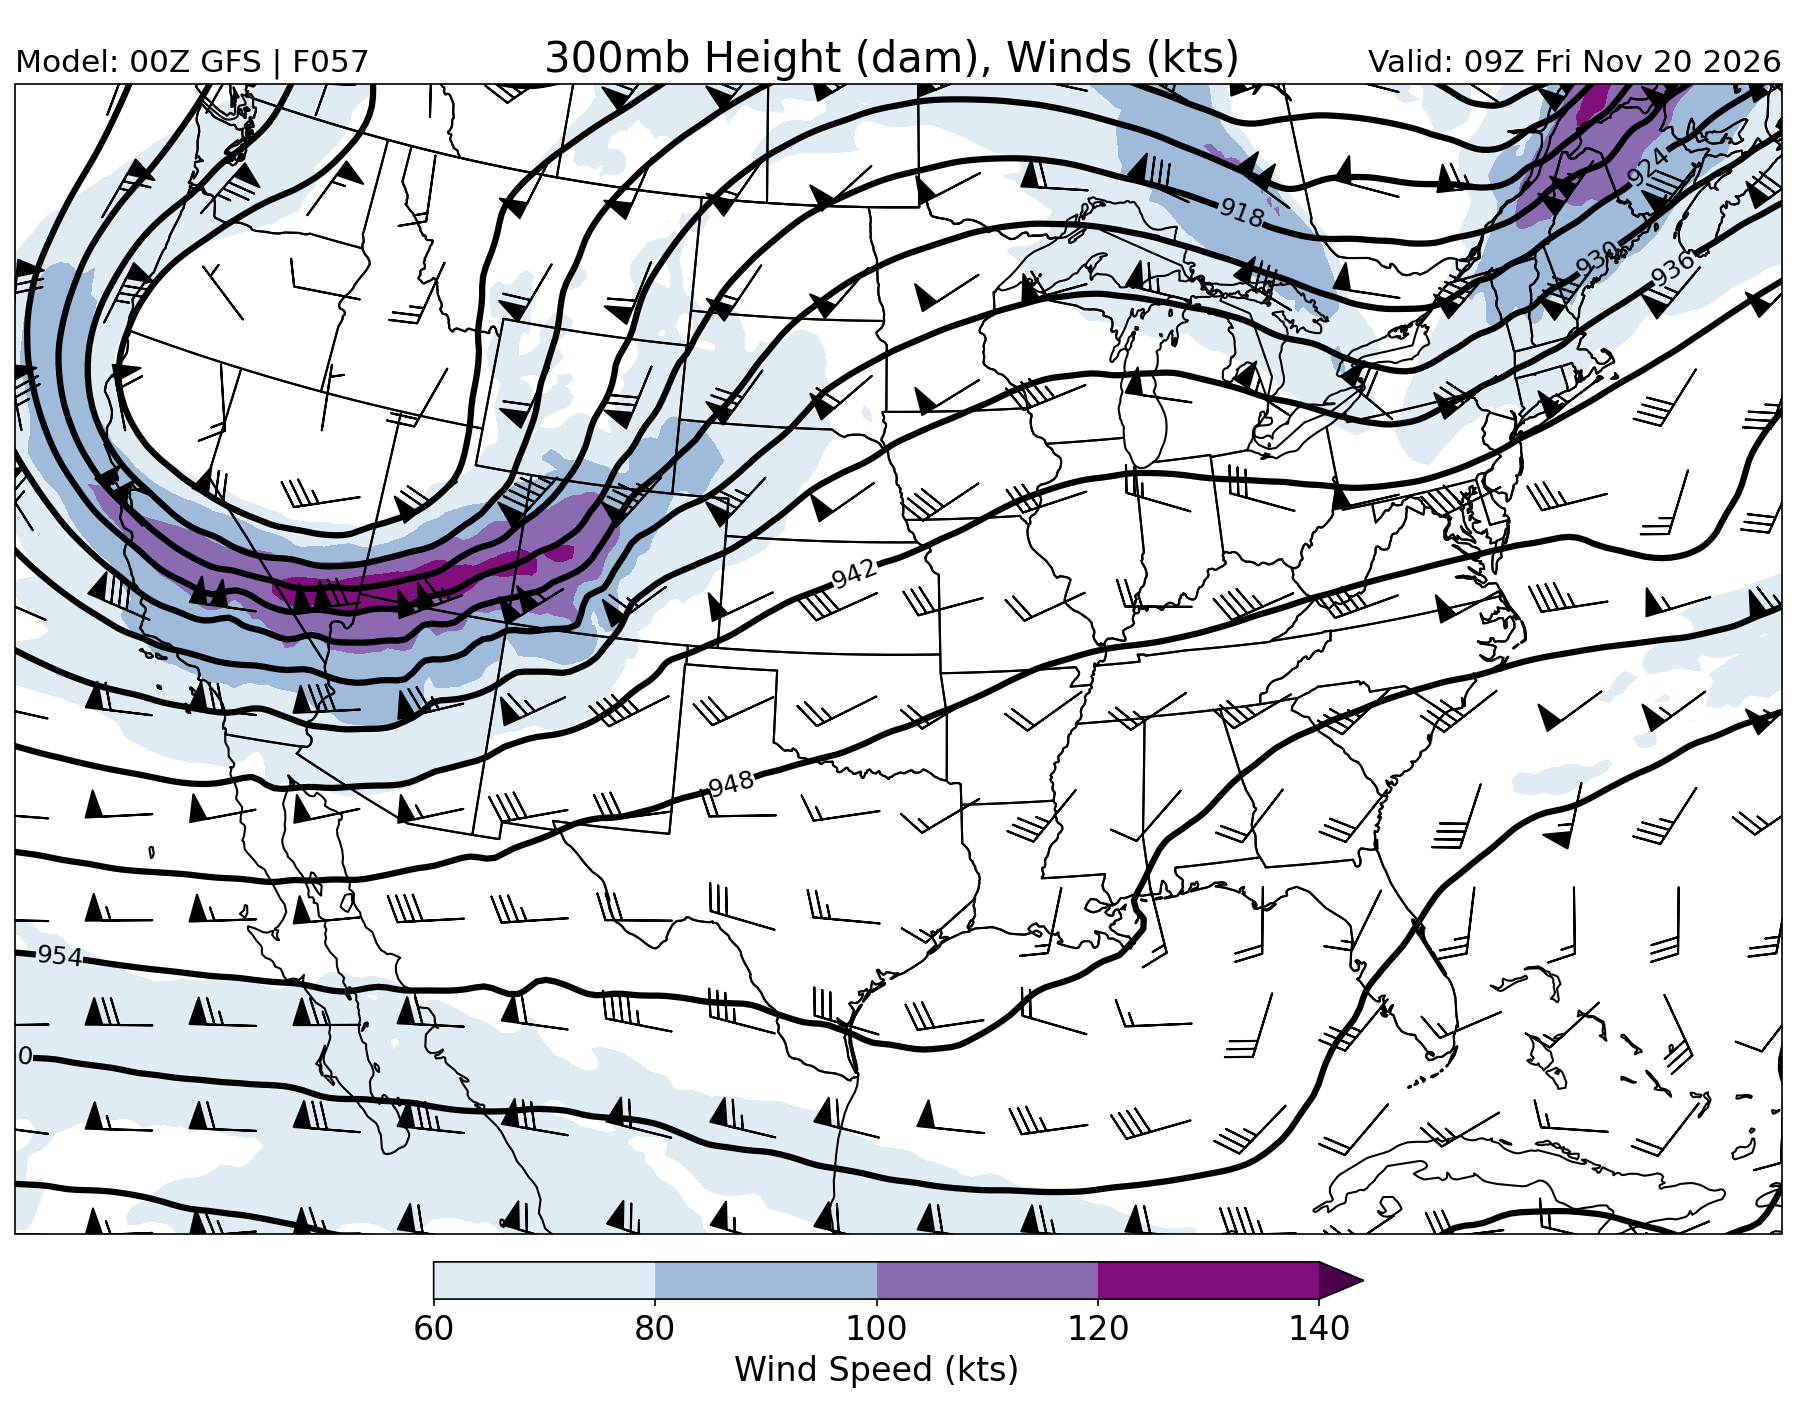 Model: 00Z GFS | F057
300mb Height (dam), Winds (kts)
Valid: 09Z Fri Nov 20 2026
924
918
930
936
942
948
954
0
60 80 100 120 140
Wind Speed (kts)